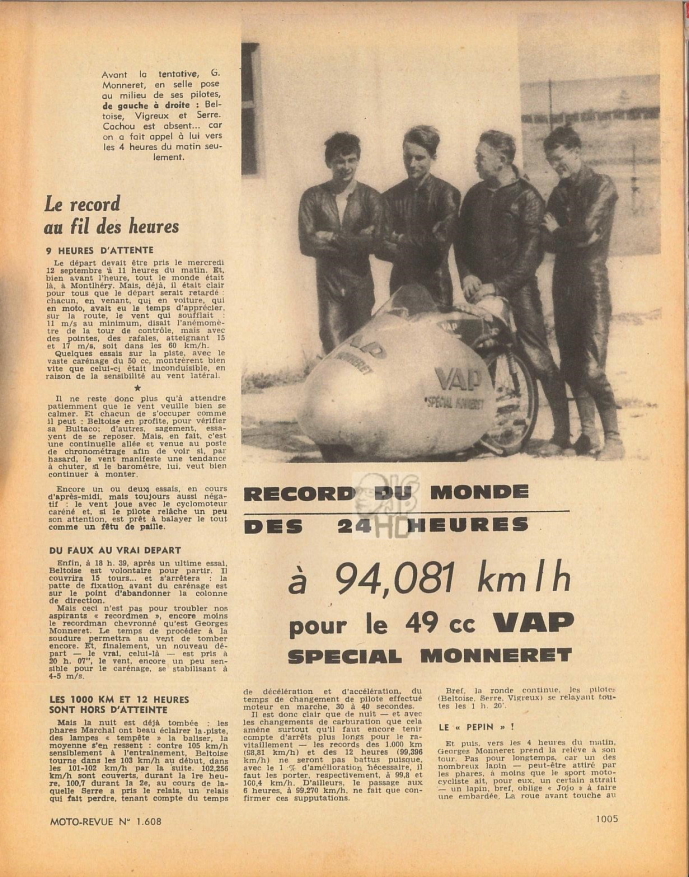 Avant la tentative, G.
Monneret, en selle pose
au milieu de ses pilotes,
de gauche à droite : Bel-
toise, Vigreux et Serre.
Cachou est absent... car
on a fait appel à lui vers
les 4 heures du matin seu-
lement.
Le record
au fil des heures
9 HEURES D'ATTENTE
Le départ devait être pris le mercredi
12 septembre à 11 heures du matin. Et,
bien avant l'heure, tout le monde était
là, à Montlhéry. Mais, déjà, il était clair
pour tous que le départ serait retardé :
chacun, en venant, qui en voiture, qui
en moto, avait eu le temps d'apprécier,
sur la route, le vent qui soufflait :
11 m/s au minimum, disait l'anémomè-
tre de la tour de contrôle, mais avec
des pointes, des rafales, atteignant 15
et 17 m/s, soit dans les 60 km/h.
Quelques essais sur la piste, avec le
vaste carénage du 50 cc, montrèrent bien
vite que celui-ci était inconduisible, en
raison de la sensibilité au vent latéral.
★
Il ne reste donc plus qu'à attendre
patiemment que le vent veuille bien se
calmer. Et chacun de s'occuper comme
il peut : Beltoise en profite, pour vérifier
sa Bultaco; d'autres, sagement, essa-
yent de se reposer. Mais, en fait, c'est
une continuelle allée et venue au poste
de chronométrage afin de voir si, par
hasard, le vent manifeste une tendance
à chuter, si le baromètre, lui, veut bien
continuer à monter.
Encore un ou deux essais, en cours
d'après-midi, mais toujours aussi néga-
tif : le vent joue avec le cyclomoteur
caréné et, si le pilote relâche un peu
son attention, est prêt à balayer le tout
comme un fêtu de paille.
DU FAUX AU VRAI DEPART
Enfin, à 18 h. 39, après un ultime essai,
Beltoise est volontaire pour partir. Il
couvrira 15 tours... et s'arrêtera : la
patte de fixation avant du carénage est
sur le point d'abandonner la colonne
de direction.
Mais ceci n'est pas pour troubler nos
aspirants « recordmen », encore moins
le recordman chevronné qu'est Georges
Monneret. Le temps de procéder à la
soudure permettra au vent de tomber
encore. Et, finalement, un nouveau dé-
part — le vrai, celui-là — est pris à
20 h. 07", le vent, encore un peu sen-
sible pour le carénage, se stabilisant à
4-5 m/s.
LES 1000 KM ET 12 HEURES
SONT HORS D'ATTEINTE
Mais la nuit est déjà tombée : les
phares Marchal ont beau éclairer la piste,
des lampes « tempête » la baliser, la
moyenne s'en ressent : contre 105 km/h
sensiblement à l'entraînement, Beltoise
tourne dans les 103 km/h au début, dans
les 101-102 km/h par la suite. 102,256
km/h sont couverts, durant la 1re heu-
re, 100,7 durant la 2e, au cours de la-
quelle Serre a pris le relais, un relais
qui fait perdre, tenant compte du temps
VAP
MONNERET
VAP
VAP
"SPECIAL MONNERET
RECORD DU MONDE
DES 24 HEURES
à 94,081 km/h
pour le 49 cc VAP
SPECIAL MONNERET
de décélération et d'accélération, du
temps de changement de pilote effectué
moteur en marche, 30 à 40 secondes.
Il est donc clair que de nuit — et avec
les changements de carburation que cela
amène surtout qu'il faut encore tenir
compte d'arrêts plus longs pour le ra-
vitaillement — les records des 1.000 km
(98,81 km/h) et des 12 heures (99,396
km/h) ne seront pas battus puisque,
avec le 1 % d'amélioration nécessaire, il
faut les porter, respectivement, à 99,8 et
100,4 km/h. D'ailleurs, le passage aux
6 heures, à 99,270 km/h, ne fait que con-
firmer ces supputations.
Bref, la ronde continue, les pilotes
(Beltoise, Serre, Vigreux) se relayant tou-
tes les 1 h. 20'.
LE « PEPIN » !
Et puis, vers les 4 heures du matin,
Georges Monneret prend la relève à son
tour. Pas pour longtemps, car un des
nombreux lapin — peut-être attiré par
les phares, à moins que le sport moto-
cycliste ait, pour eux, un certain attrait
— un lapin, bref, oblige « Jojo » à faire
une embardée. La roue avant touche au
MOTO-REVUE N° 1.608
1005